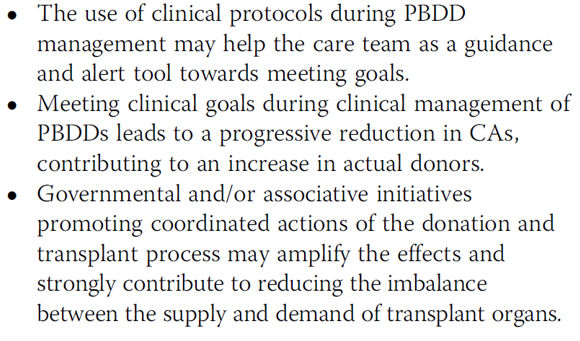 • The use of clinical protocols during PBDD
management may help the care team as a guidance
and alert tool towards meeting goals.
• Meeting clinical goals during clinical management of
PBDDs leads to a progressive reduction in CAs,
contributing to an increase in actual donors.
• Governmental and/or associative initiatives
promoting coordinated actions of the donation and
transplant process may amplify the effects and
strongly contribute to reducing the imbalance
between the supply and demand of transplant organs.